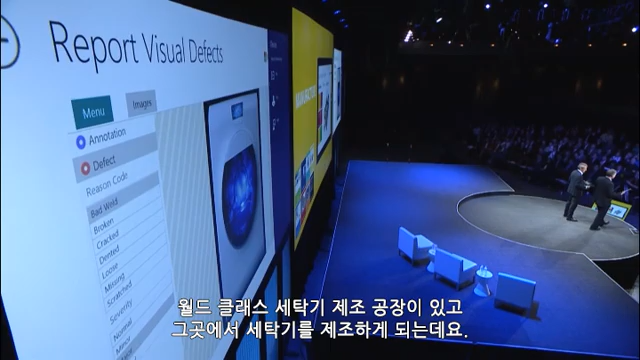 Report Visual Defects
Menu
Images
Annotation
Defect
Reason Code
Bad Weld
Broken
Cracked
Dented
Loose
Missing
Scratched
Severity
Normal
Minor
월드 클래스 세탁기 제조 공장이 있고
그곳에서 세탁기를 제조하게 되는데요.